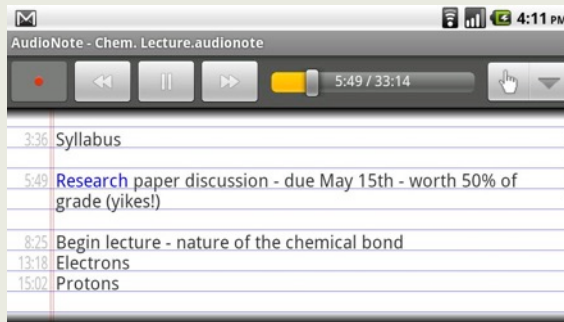 4:11 PM
AudioNote - Chem. Lecture.audionote
5:49 / 33:14
3:36 Syllabus
5:49 Research paper discussion - due May 15th - worth 50% of
grade (yikes!)
8:25 Begin lecture - nature of the chemical bond
13:18 Electrons
15:02 Protons